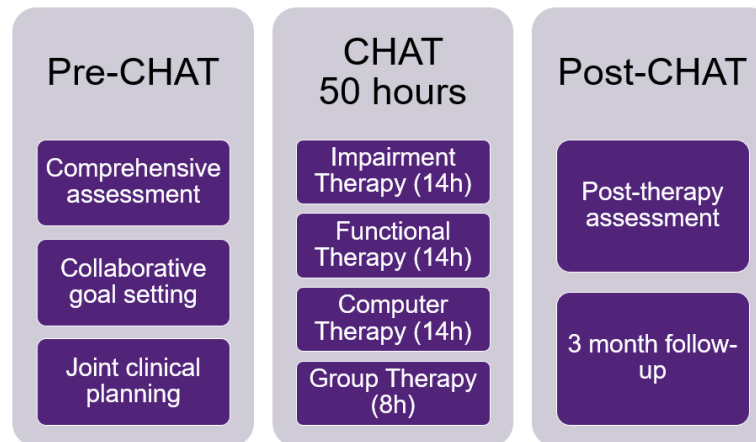 Pre-CHAT
Comprehensive
assessment
Collaborative
goal setting
Joint clinical
planning
CHAT
50 hours
Impairment
Therapy (14h)
Functional
Therapy (14h)
Computer
Therapy (14h)
Group Therapy
(8h)
Post-CHAT
Post-therapy
assessment
3 month follow-
up